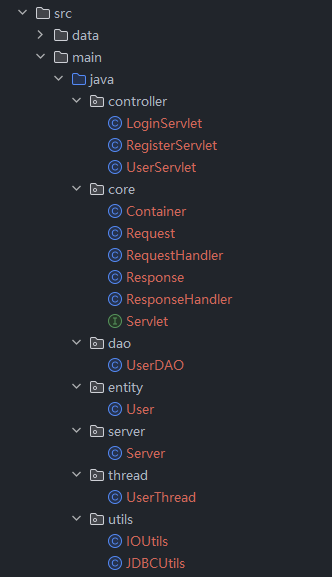 src
data
main
java
controller
LoginServlet
RegisterServlet
UserServlet
core
Container
Request
RequestHandler
Response
ResponseHandler
Servlet
dao
UserDAO
entity
User
server
Server
thread
UserThread
utils
IOUtils
JDBCUtils